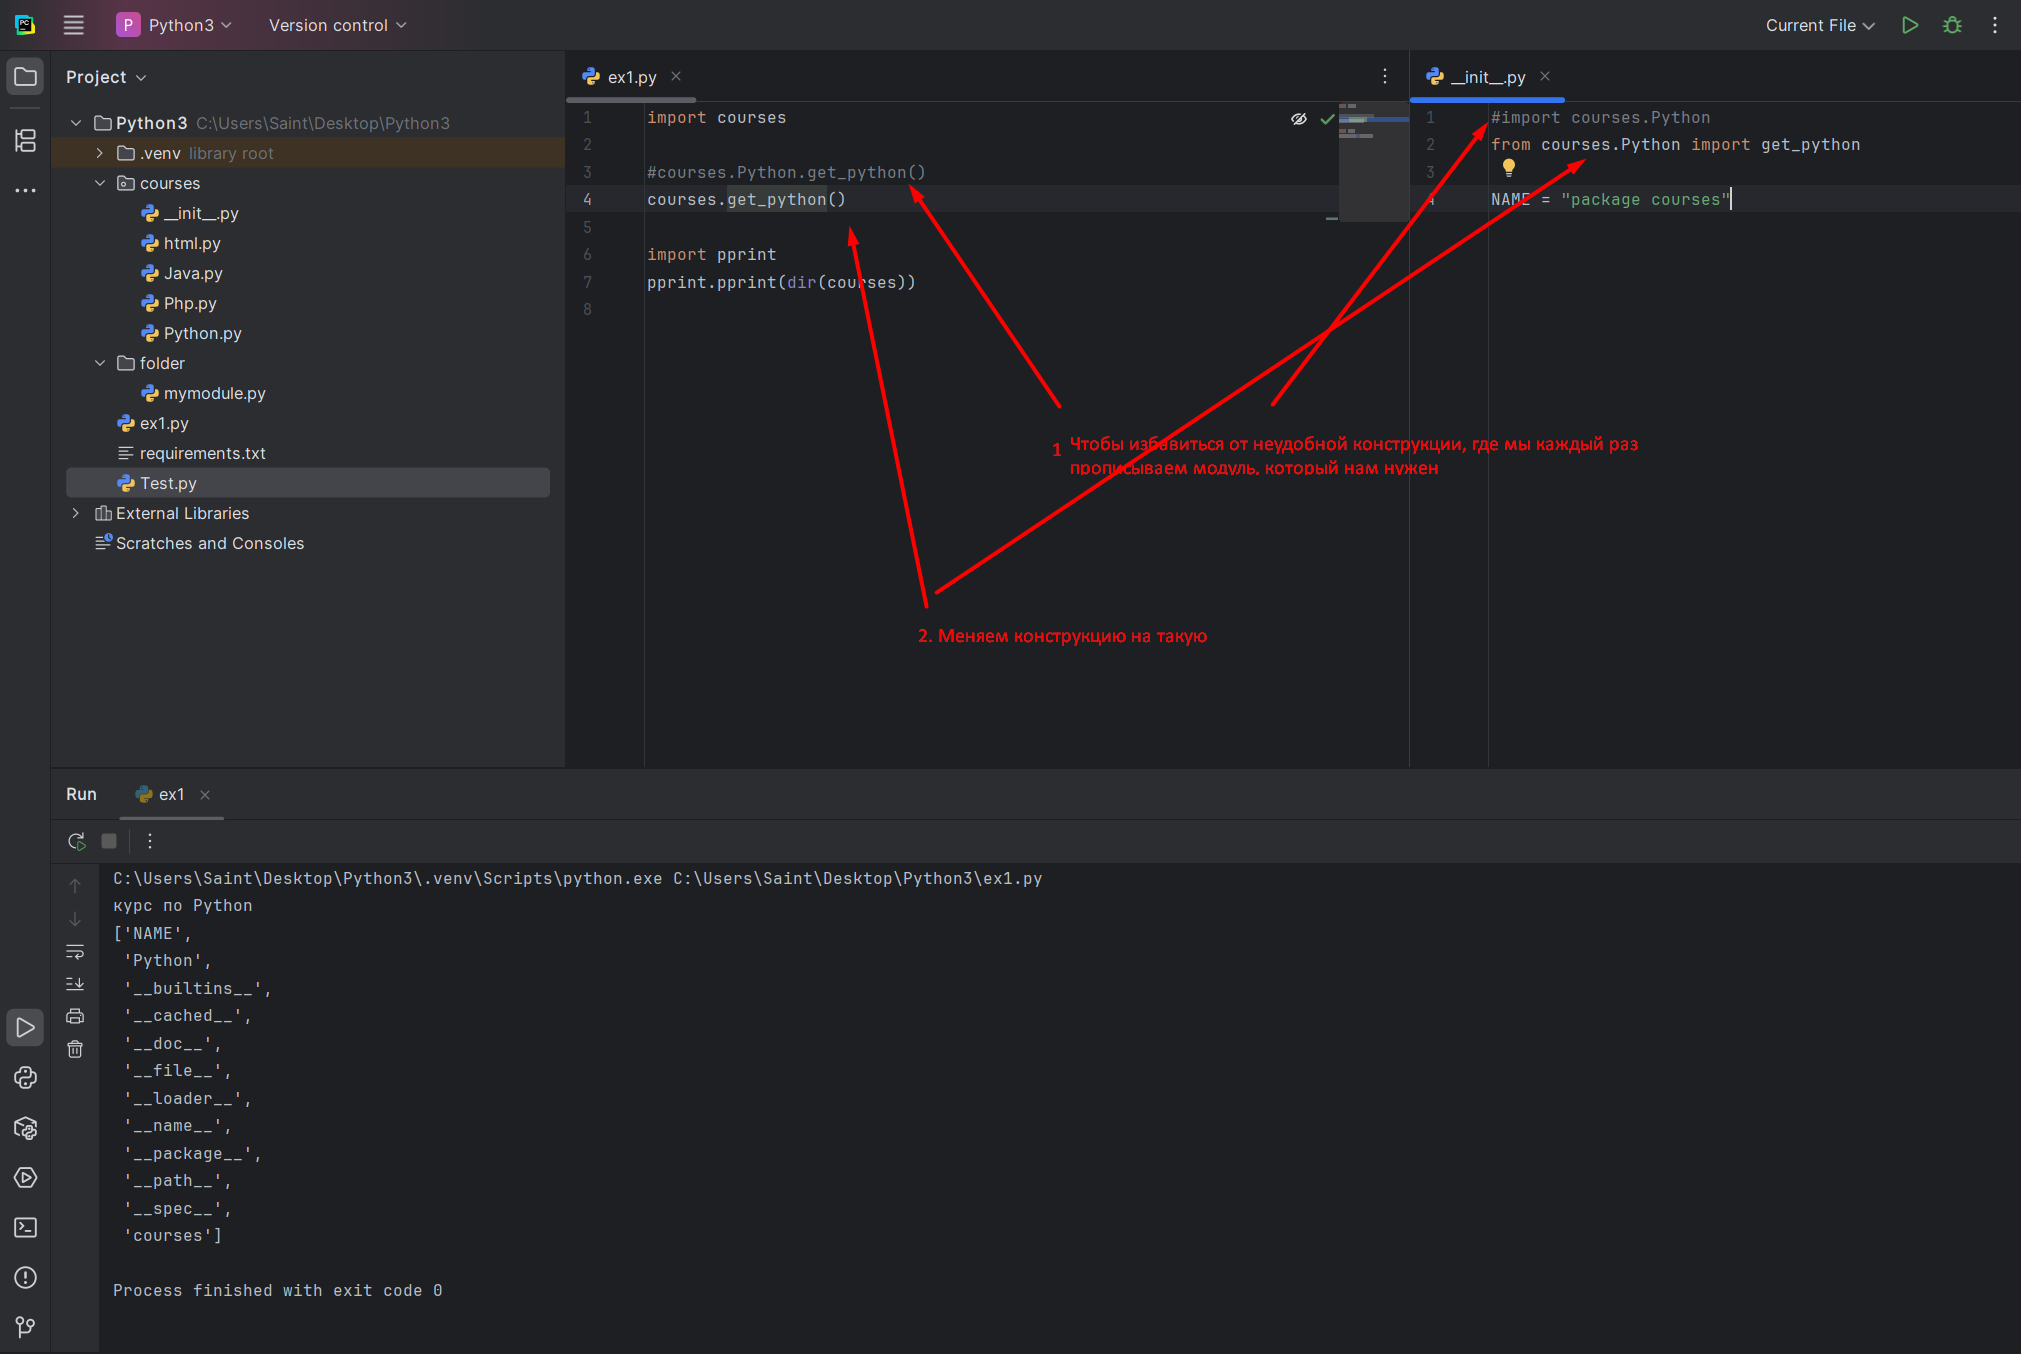 P Python3 Version control Current File
Project
Python3 C:\Users\Saint\Desktop\Python3
.venv library root
courses
__init__.py
html.py
Java.py
Php.py
Python.py
folder
mymodule.py
ex1.py
requirements.txt
Test.py
External Libraries
Scratches and Consoles
ex1.py
1 import courses
2
3 #courses.Python.get_python()
4 courses.get_python()
5
6 import pprint
7 pprint.pprint(dir(courses))
8
__init__.py
1 #import courses.Python
2 from courses.Python import get_python
3
4 NAME = "package courses"
1 Чтобы избавиться от неудобной конструкции, где мы каждый раз
прописываем модуль, который нам нужен
2. Меняем конструкцию на такую
Run ex1
C:\Users\Saint\Desktop\Python3\.venv\Scripts\python.exe C:\Users\Saint\Desktop\Python3\ex1.py
курс по Python
['NAME',
'Python',
'__builtins__',
'__cached__',
'__doc__',
'__file__',
'__loader__',
'__name__',
'__package__',
'__path__',
'__spec__',
'courses']
Process finished with exit code 0